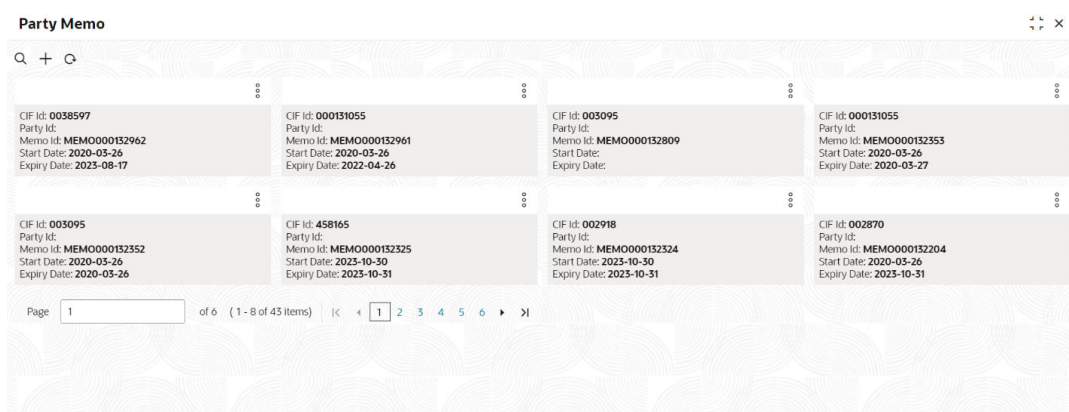 Party Memo
CIF Id: 0038597
Party Id:
Memo Id: MEMO000132962
Start Date: 2020-03-26
Expiry Date: 2023-08-17
CIF Id: 000131055
Party Id:
Memo Id: MEMO000132961
Start Date: 2020-03-26
Expiry Date: 2022-04-26
CIF Id: 003095
Party Id:
Memo Id: MEMO000132809
Start Date:
Expiry Date:
CIF Id: 000131055
Party Id:
Memo Id: MEMO000132353
Start Date: 2020-03-26
Expiry Date: 2020-03-27
CIF Id: 003095
Party Id:
Memo Id: MEMO000132352
Start Date: 2020-03-26
Expiry Date: 2020-03-26
CIF Id: 458165
Party Id:
Memo Id: MEMO000132325
Start Date: 2023-10-30
Expiry Date: 2023-10-31
CIF Id: 002918
Party Id:
Memo Id: MEMO000132324
Start Date: 2023-10-30
Expiry Date: 2023-10-31
CIF Id: 002870
Party Id:
Memo Id: MEMO000132204
Start Date: 2020-03-26
Expiry Date: 2023-10-31
Page 1 of 6 (1 - 8 of 43 items) 1 2 3 4 5 6